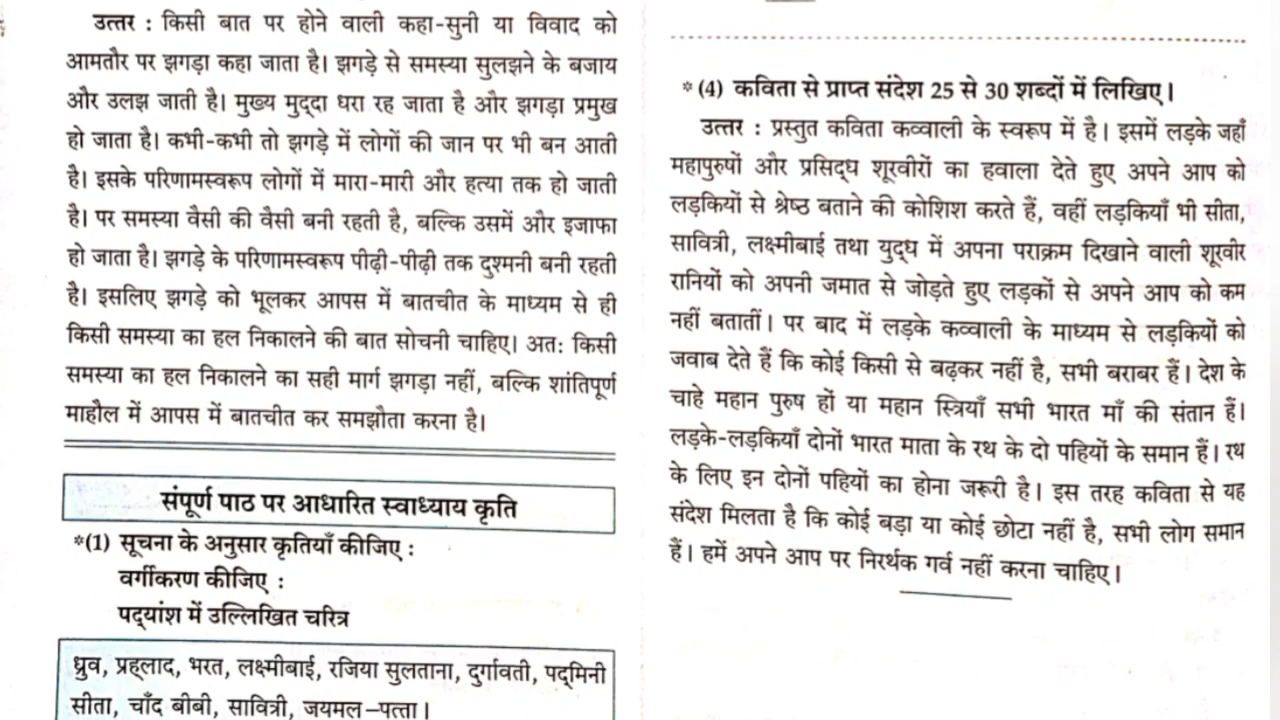 उत्तर : किसी बात पर होने वाली कहा-सुनी या विवाद को
आमतौर पर झगड़ा कहा जाता है। झगड़े से समस्या सुलझने के बजाय
और उलझ जाती है। मुख्य मुद्दा धरा रह जाता है और झगड़ा प्रमुख
हो जाता है। कभी-कभी तो झगड़े में लोगों की जान पर भी बन आती
है। इसके परिणामस्वरूप लोगों में मारा-मारी और हत्या तक हो जाती
है। पर समस्या वैसी की वैसी बनी रहती है, बल्कि उसमें और इजाफा
हो जाता है। झगड़े के परिणामस्वरूप पीढ़ी-पीढ़ी तक दुश्मनी बनी रहती
है। इसलिए झगड़े को भूलकर आपस में बातचीत के माध्यम से ही
किसी समस्या का हल निकालने की बात सोचनी चाहिए। अतः किसी
समस्या का हल निकालने का सही मार्ग झगड़ा नहीं, बल्कि शांतिपूर्ण
माहौल में आपस में बातचीत कर समझौता करना है।
संपूर्ण पाठ पर आधारित स्वाध्याय कृति
*(1) सूचना के अनुसार कृतियाँ कीजिए :
वर्गीकरण कीजिए :
पद्यांश में उल्लिखित चरित्र
ध्रुव, प्रह्लाद, भरत, लक्ष्मीबाई, रजिया सुलताना, दुर्गावती, पद्मिनी
सीता, चाँद बीबी, सावित्री, जयमल-पत्ता।
*(4) कविता से प्राप्त संदेश 25 से 30 शब्दों में लिखिए।
उत्तर : प्रस्तुत कविता कव्वाली के स्वरूप में है। इसमें लड़के जहाँ
महापुरुषों और प्रसिद्ध शूरवीरों का हवाला देते हुए अपने आप को
लड़कियों से श्रेष्ठ बताने की कोशिश करते हैं, वहीं लड़कियाँ भी सीता,
सावित्री, लक्ष्मीबाई तथा युद्ध में अपना पराक्रम दिखाने वाली शूरवीर
रानियों को अपनी जमात से जोड़ते हुए लड़कों से अपने आप को कम
नहीं बतातीं। पर बाद में लड़के कव्वाली के माध्यम से लड़कियों को
जवाब देते हैं कि कोई किसी से बढ़कर नहीं है, सभी बराबर हैं। देश के
चाहे महान पुरुष हों या महान स्त्रियाँ सभी भारत माँ की संतान हैं।
लड़के-लड़कियाँ दोनों भारत माता के रथ के दो पहियों के समान हैं। रथ
के लिए इन दोनों पहियों का होना जरूरी है। इस तरह कविता से यह
संदेश मिलता है कि कोई बड़ा या कोई छोटा नहीं है, सभी लोग समान
हैं। हमें अपने आप पर निरर्थक गर्व नहीं करना चाहिए।